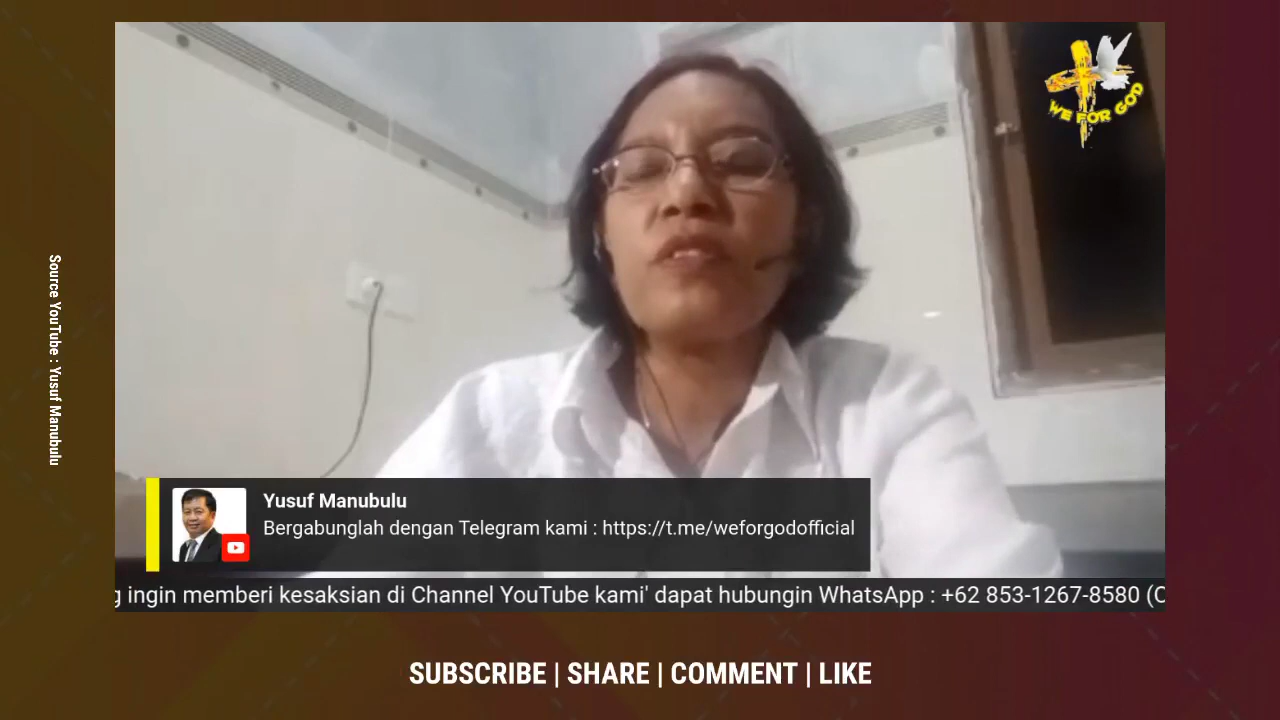 WE FOR GOD
Source YouTube : Yusuf Manubulu
Yusuf Manubulu
Bergabunglah dengan Telegram kami : https://t.me/weforgodofficial
g ingin memberi kesaksian di Channel YouTube kami' dapat hubungin WhatsApp : +62 853-1267-8580 (C
SUBSCRIBE | SHARE | COMMENT | LIKE